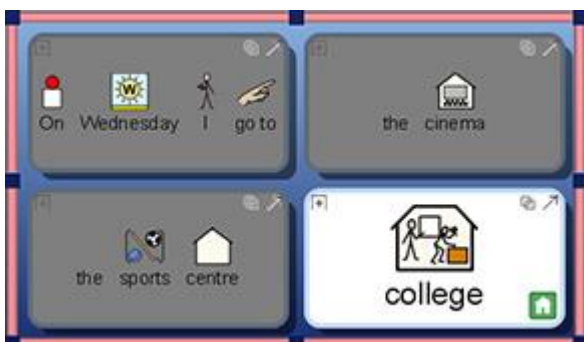 On Wednesday I go to
the cinema
the sports centre
college